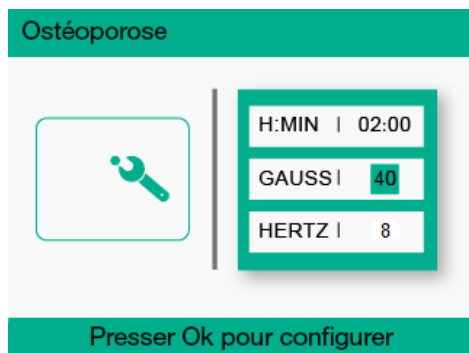 Ostéoporose
H:MIN | 02:00
GAUSS | 40
HERTZ | 8
Presser Ok pour configurer